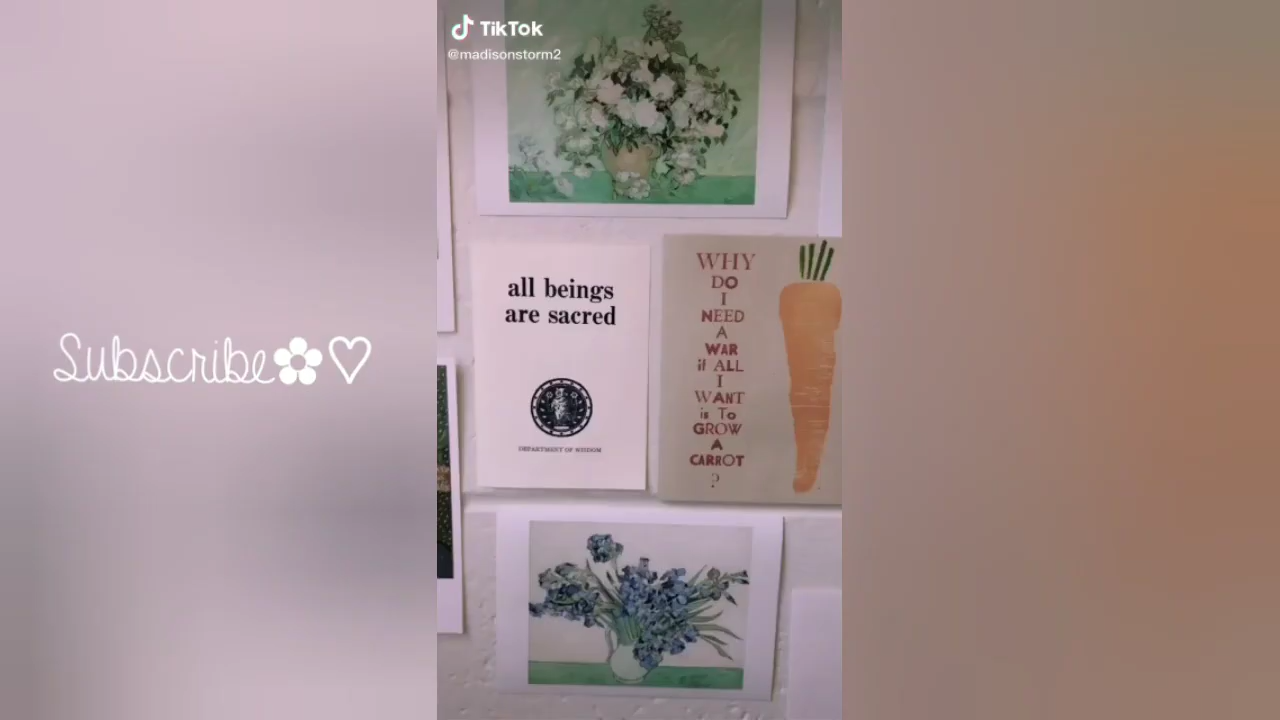 TikTok
@madisonstorm2
Subscribe
all beings
are sacred
DEPARTMENT OF WISDOM
WHY
DO
I
NEED
A
WAR
if ALL
I
WANT
is To
GROW
A
CARROT
?